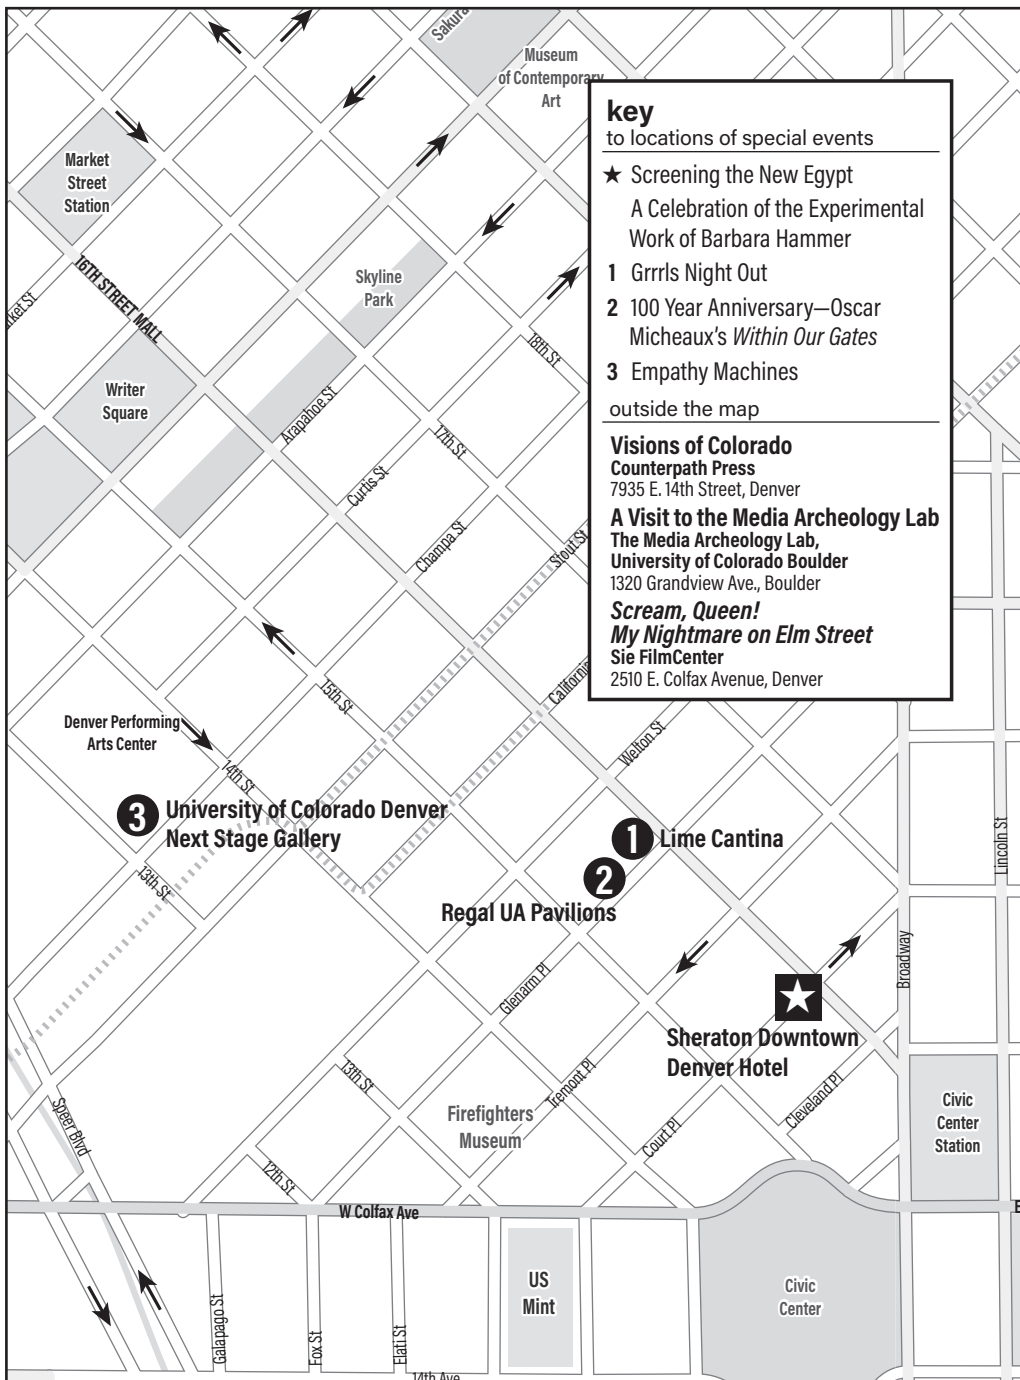 Sakura
Museum
of Contemporary
Art
Market
Street
Station
16TH STREET MALL
Skyline
Park
Writer
Square
18th St
Arapahoe St
17th St
Curtis St
Champa St
Stout St
key
to locations of special events
★ Screening the New Egypt
A Celebration of the Experimental
Work of Barbara Hammer
1 Grrrls Night Out
2 100 Year Anniversary—Oscar
Micheaux's Within Our Gates
3 Empathy Machines
outside the map
Visions of Colorado
Counterpath Press
7935 E. 14th Street, Denver
A Visit to the Media Archeology Lab
The Media Archeology Lab,
University of Colorado Boulder
1320 Grandview Ave., Boulder
Scream, Queen!
My Nightmare on Elm Street
Sie FilmCenter
2510 E. Colfax Avenue, Denver
California
15th St
Denver Performing
Arts Center
14th St
Welton St
3 University of Colorado Denver
Next Stage Gallery
1 Lime Cantina
2
Regal UA Pavilions
13th St
Lincoln St
Broadway
Glenarm Pl
★
Sheraton Downtown
Denver Hotel
13th St
Tremont Pl
Cleveland Pl
Court Pl
Firefighters
Museum
Speer Blvd
Civic
Center
Station
12th St
W Colfax Ave
E
US
Mint
Civic
Center
Galapago St
Fox St
Elati St
14th Ave